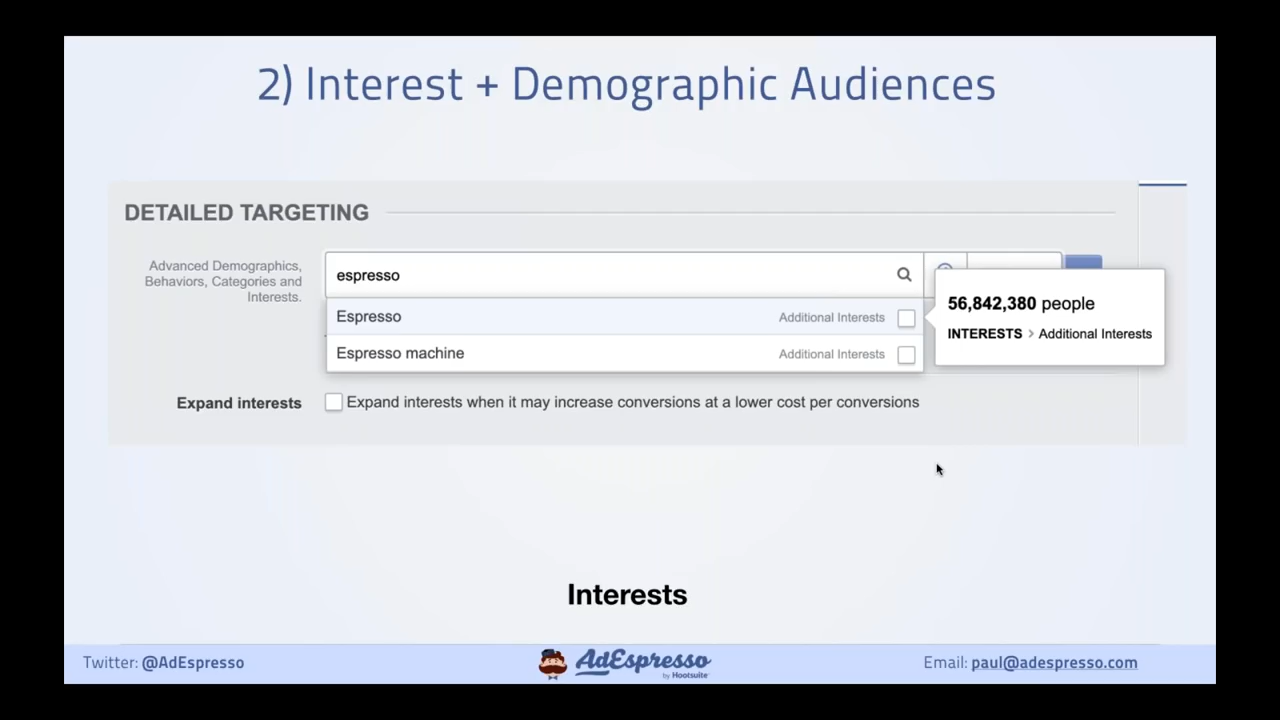 2) Interest + Demographic Audiences
DETAILED TARGETING
Advanced Demographics,
Behaviors, Categories and
Interests.
espresso
Espresso Additional Interests
Espresso machine Additional Interests
56,842,380 people
INTERESTS > Additional Interests
Expand interests Expand interests when it may increase conversions at a lower cost per conversions
Interests
Twitter: @AdEspresso
AdEspresso
by Hootsuite
Email: paul@adespresso.com